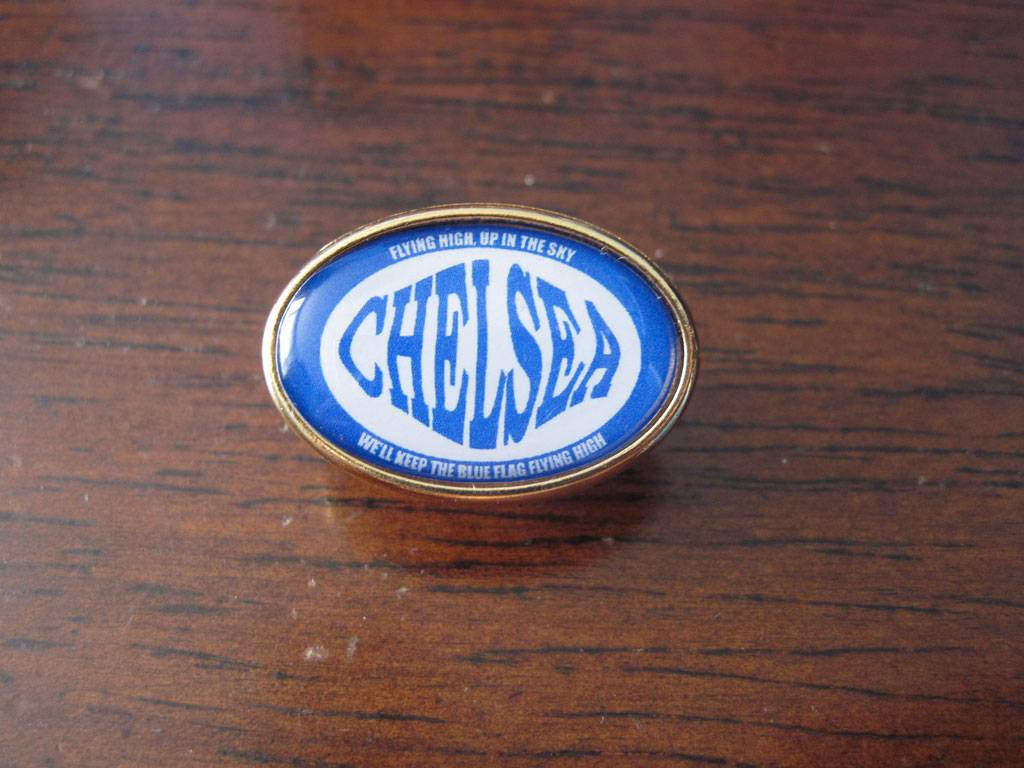 FLYING HIGH, UP IN THE SKY
CHELSEA
WE'LL KEEP THE BLUE FLAG FLYING HIGH